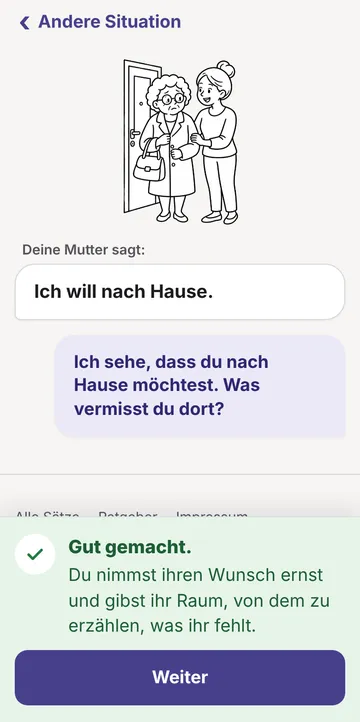 Andere Situation
Deine Mutter sagt:
Ich will nach Hause.
Ich sehe, dass du nach
Hause möchtest. Was
vermisst du dort?
Alle Sätze Ratgeber Impressum
Gut gemacht.
Du nimmst ihren Wunsch ernst
und gibst ihr Raum, von dem zu
erzählen, was ihr fehlt.
Weiter